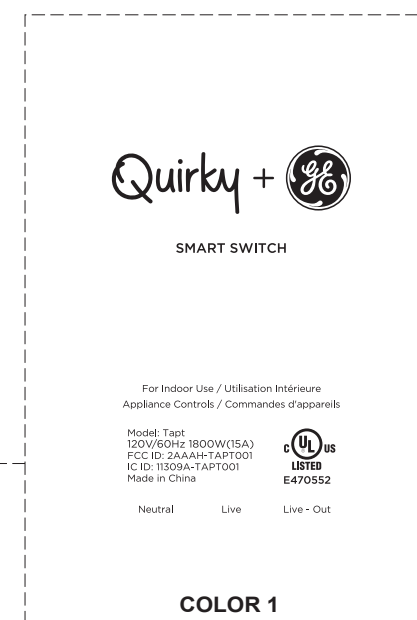 Quirky + GE
SMART SWITCH
For Indoor Use / Utilisation Intérieure
Appliance Controls / Commandes d'appareils
Model: Tapt
120V/60Hz 1800W(15A)
FCC ID: 2AAAH-TAPT001
IC ID: 11309A-TAPT001
Made in China
C UL US
LISTED
E470552
Neutral Live Live - Out
COLOR 1